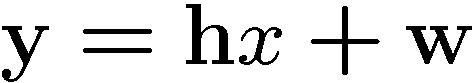 y = hx + w